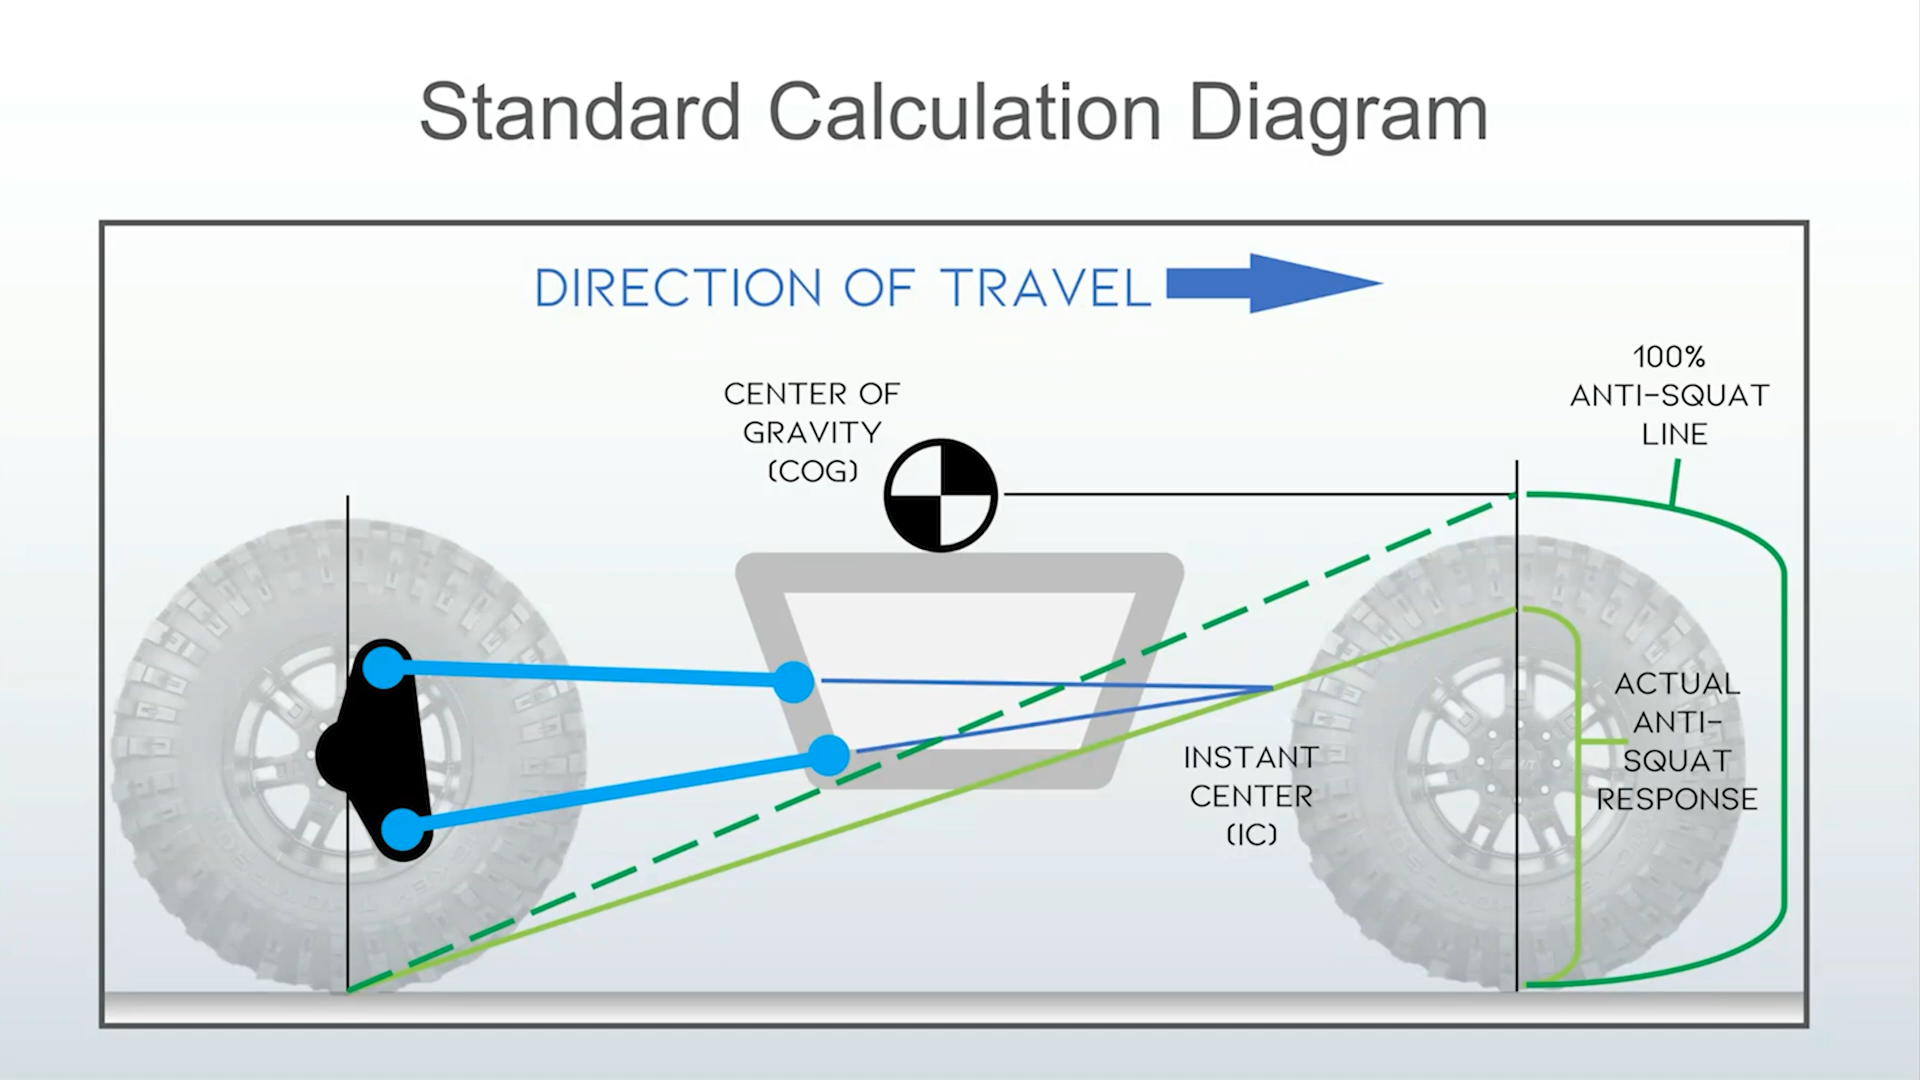 Standard Calculation Diagram
DIRECTION OF TRAVEL
100%
ANTI-SQUAT
LINE
CENTER OF
GRAVITY
(COG)
ACTUAL
ANTI-
SQUAT
RESPONSE
INSTANT
CENTER
(IC)